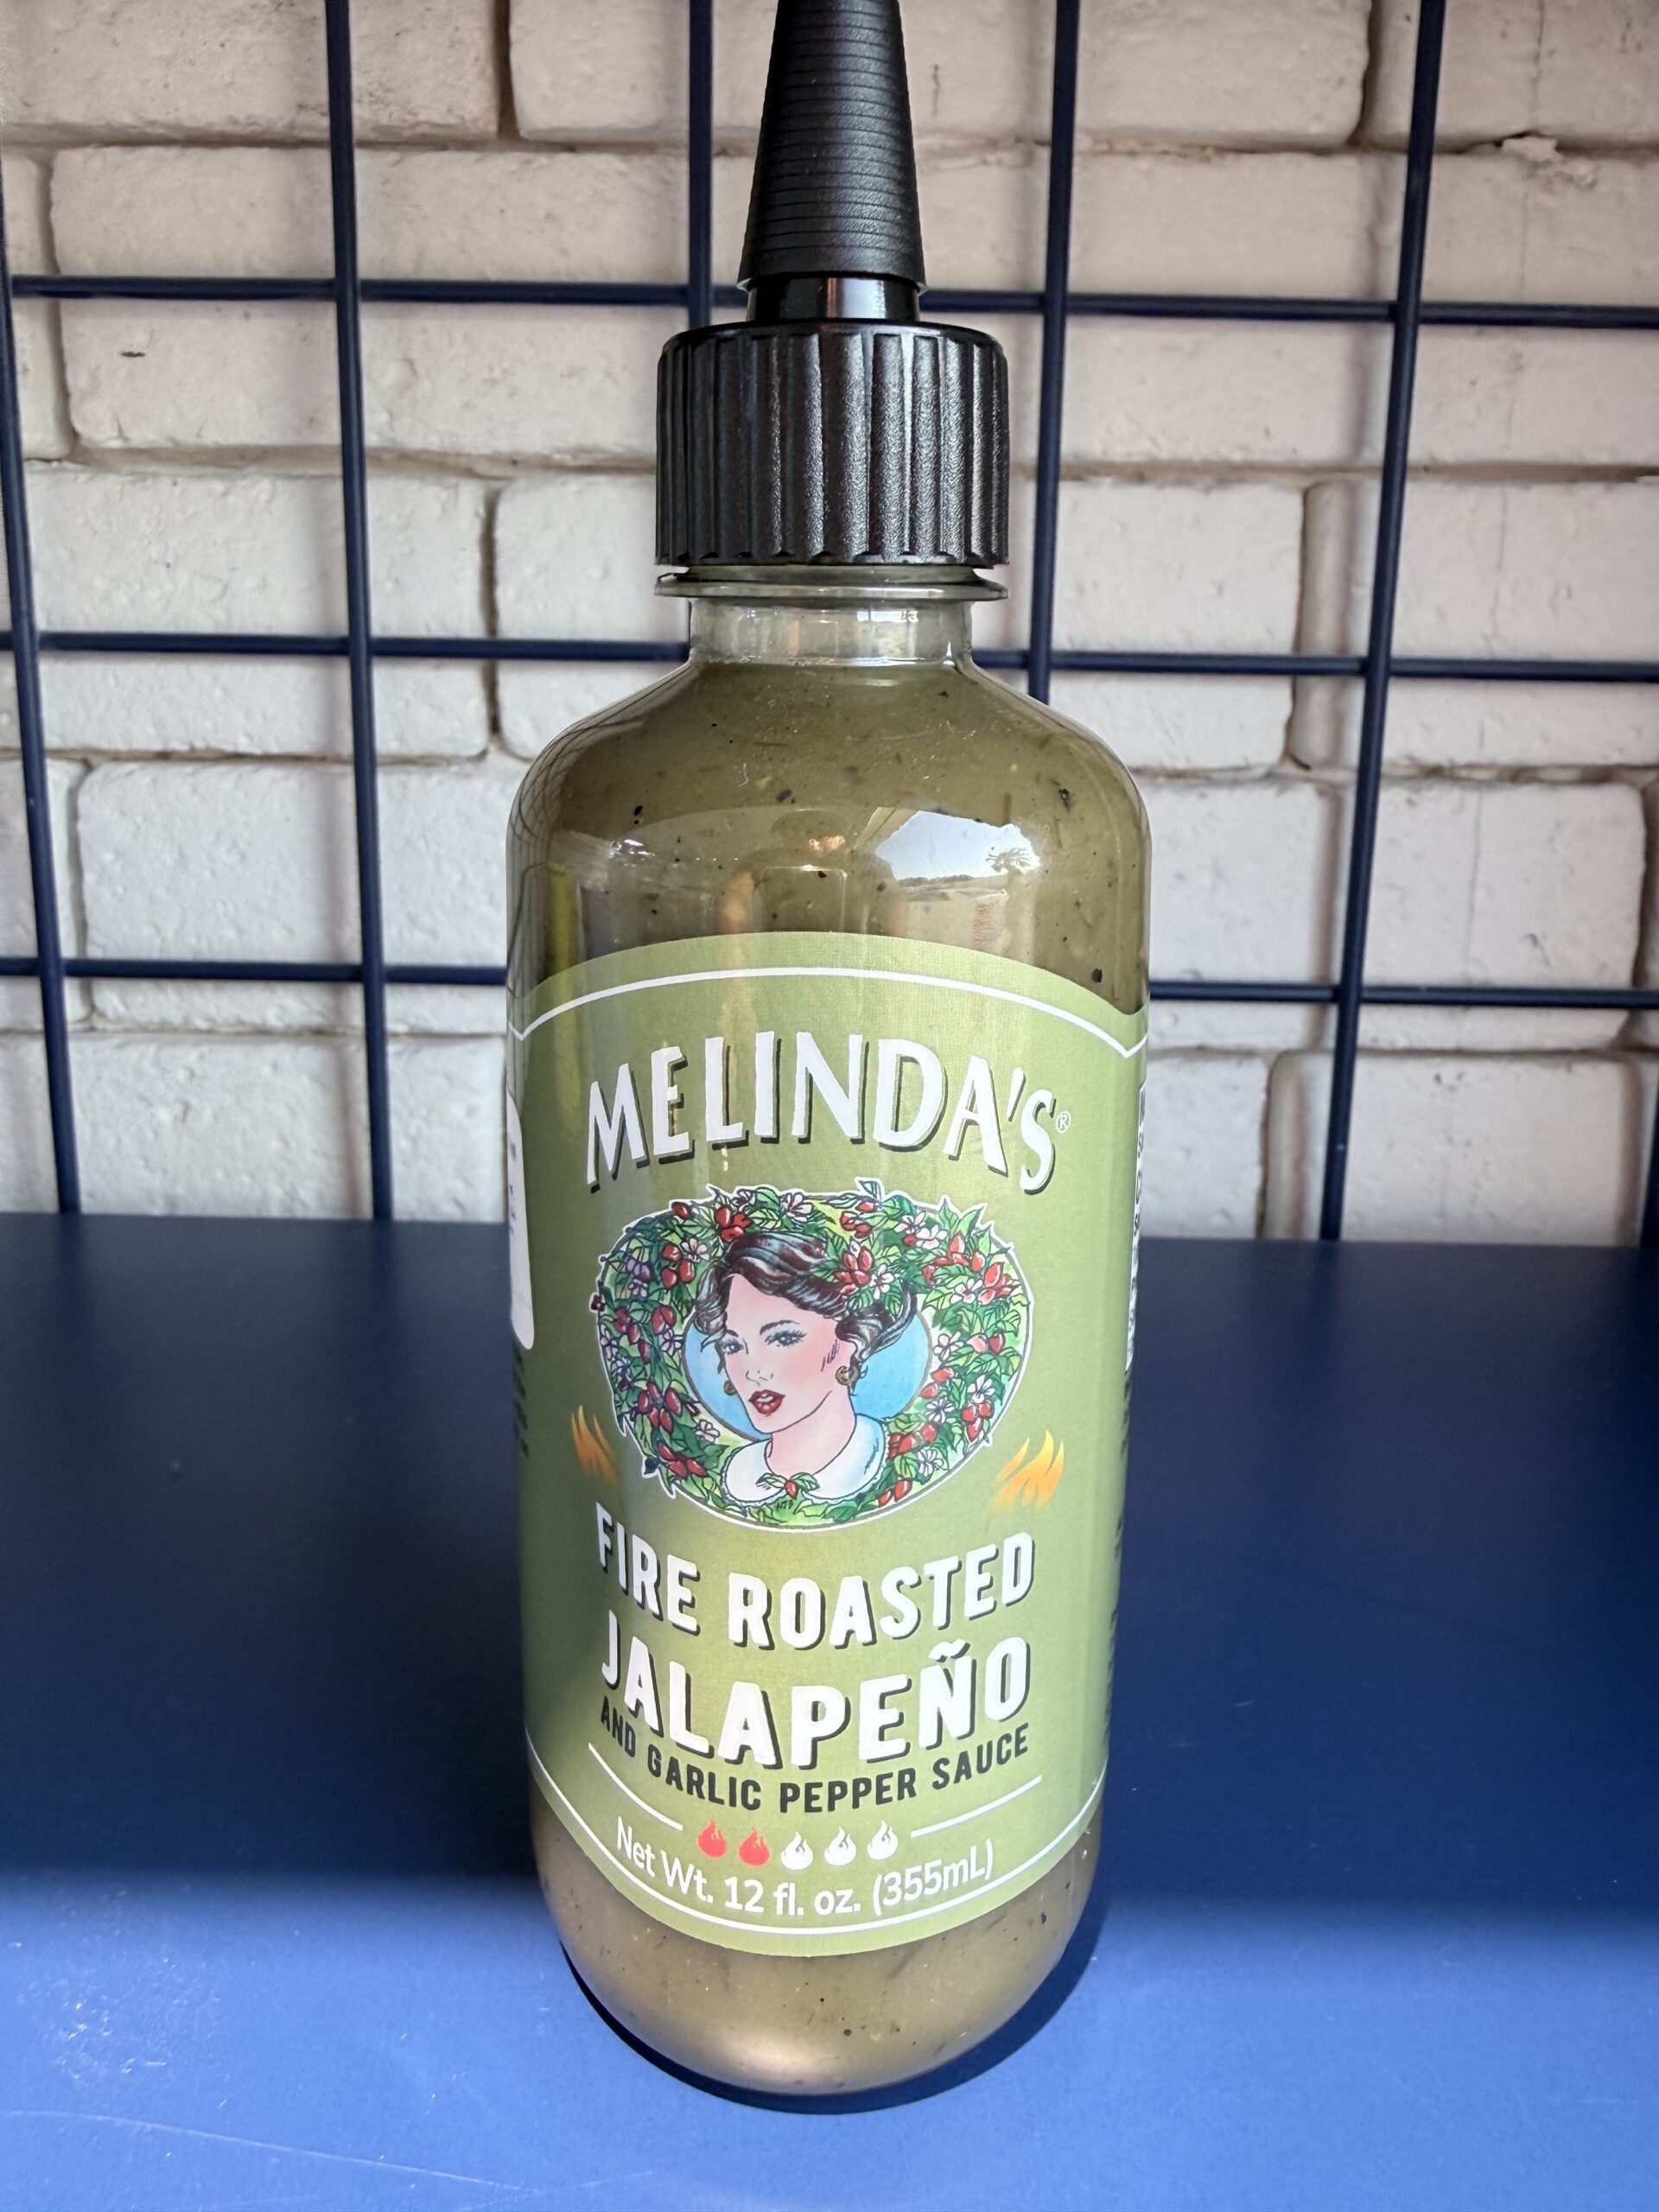 MELINDA'S®
FIRE ROASTED
JALAPEÑO
AND GARLIC PEPPER SAUCE
Net Wt. 12 fl. oz. (355mL)